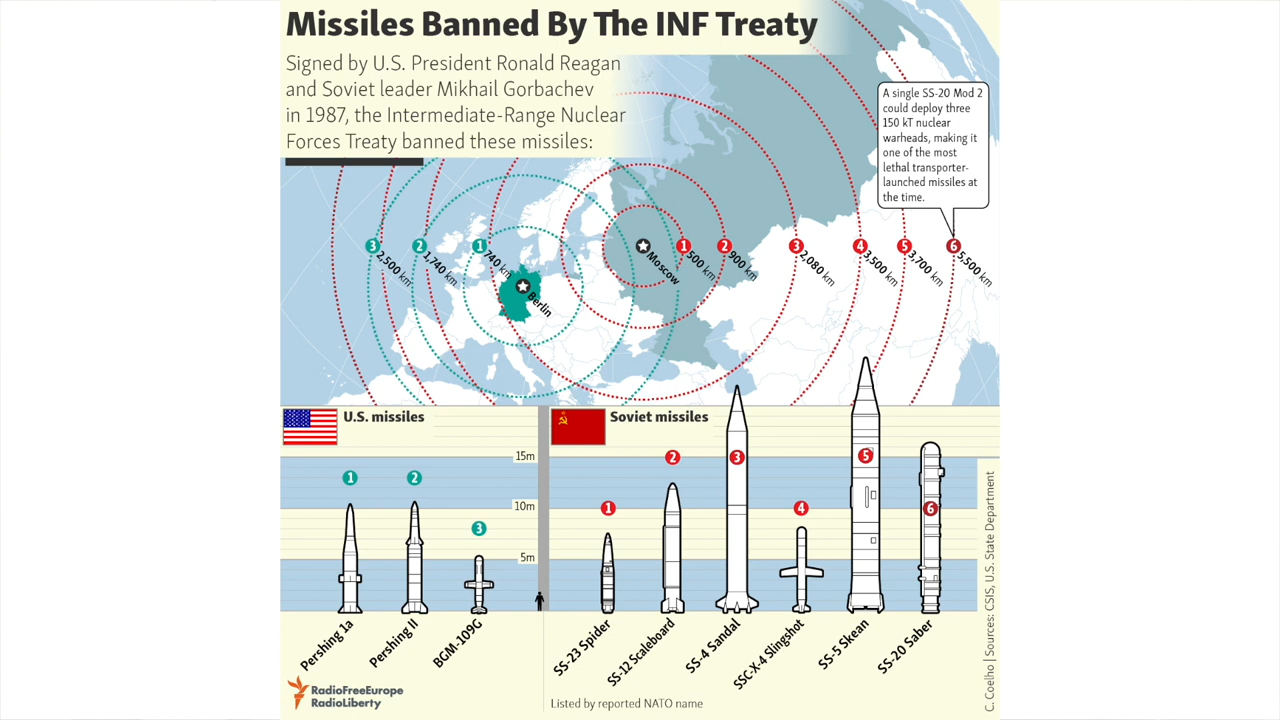 Missiles Banned By The INF Treaty
Signed by U.S. President Ronald Reagan
and Soviet leader Mikhail Gorbachev
in 1987, the Intermediate-Range Nuclear
Forces Treaty banned these missiles:
A single SS-20 Mod 2
could deploy three
150 kT nuclear
warheads, making it
one of the most
lethal transporter-
launched missiles at
the time.
3
2,500 km
2
1,740 km
1
740 km
Berlin
Moscow
1
500 km
2
900 km
3
2,080 km
4
3,500 km
5
3,700 km
6
5,500 km
U.S. missiles
Soviet missiles
15m
10m
5m
1
2
3
1
2
3
4
5
6
Pershing 1a
Pershing II
BGM-109G
SS-23 Spider
SS-12 Scaleboard
SS-4 Sandal
SSC-X-4 Slingshot
SS-5 Skean
SS-20 Saber
RadioFreeEurope
RadioLiberty
Listed by reported NATO name
C. Coelho | Sources: CSIS, U.S. State Department